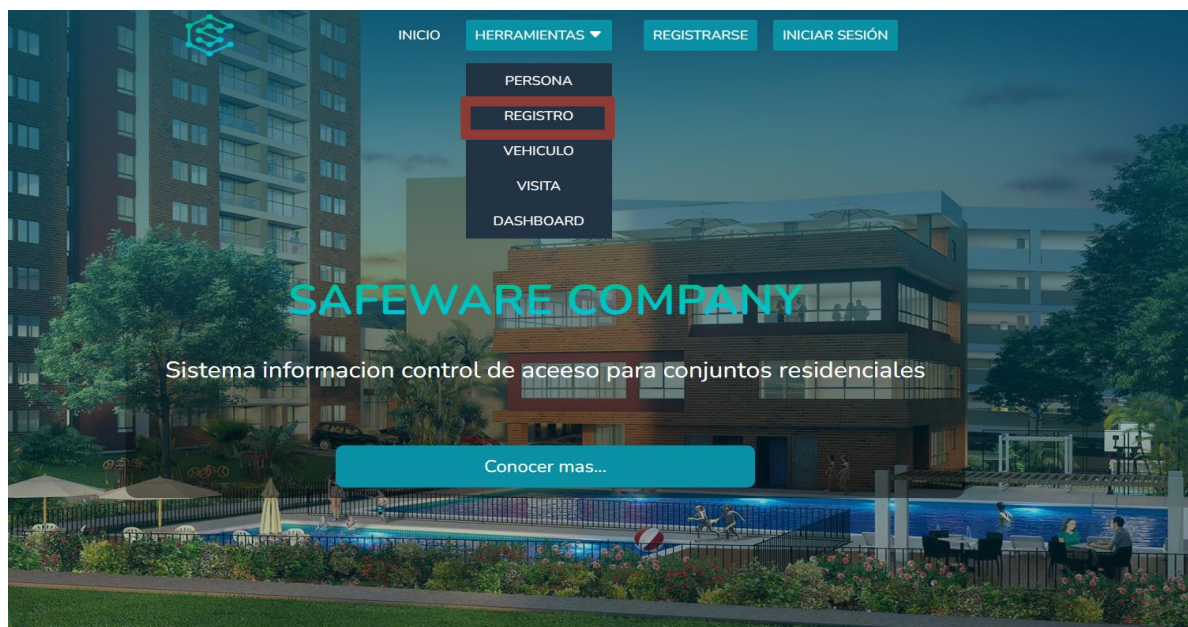 INICIO HERRAMIENTAS REGISTRARSE INICIAR SESIÓN
PERSONA
REGISTRO
VEHICULO
VISITA
DASHBOARD
SAFEWARE COMPANY
Sistema informacion control de aceeso para conjuntos residenciales
Conocer mas...